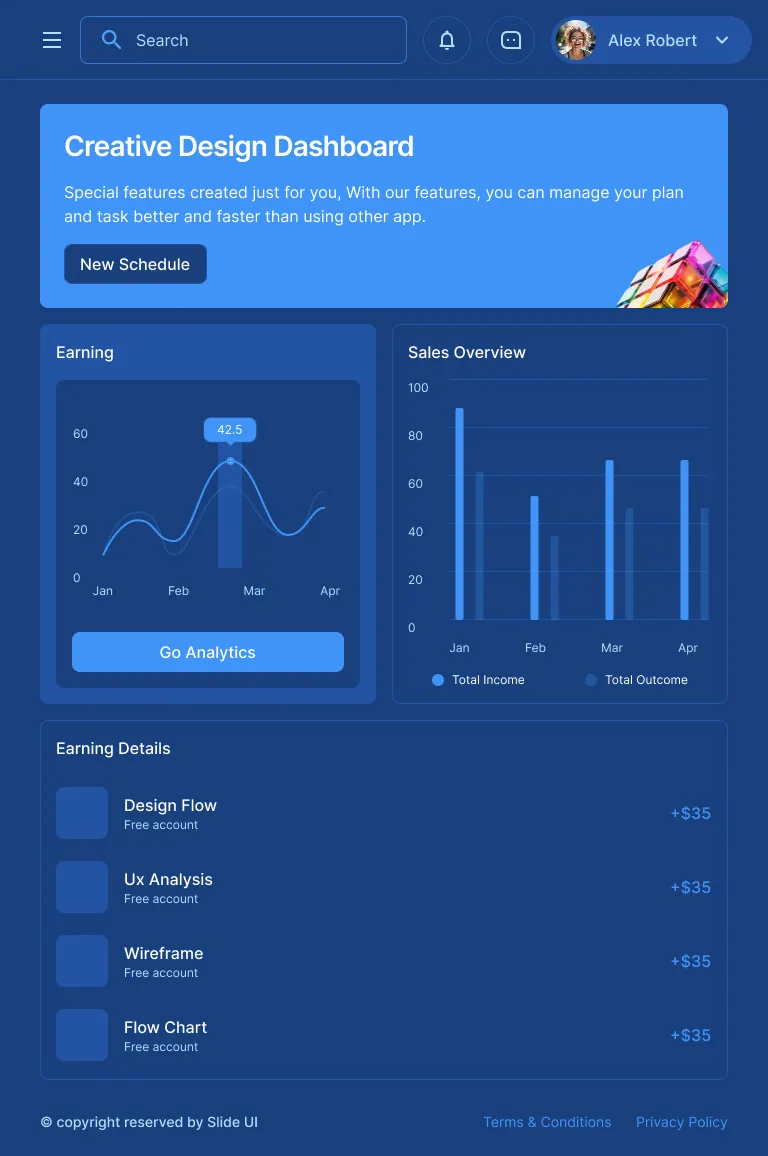 Search
Alex Robert
Creative Design Dashboard
Special features created just for you, With our features, you can manage your plan
and task better and faster than using other app.
New Schedule
Earning
42.5
60
40
20
0
Jan Feb Mar Apr
Go Analytics
Sales Overview
100
80
60
40
20
0
Jan Feb Mar Apr
Total Income Total Outcome
Earning Details
Design Flow
Free account
+$35
Ux Analysis
Free account
+$35
Wireframe
Free account
+$35
Flow Chart
Free account
+$35
© copyright reserved by Slide UI
Terms & Conditions Privacy Policy